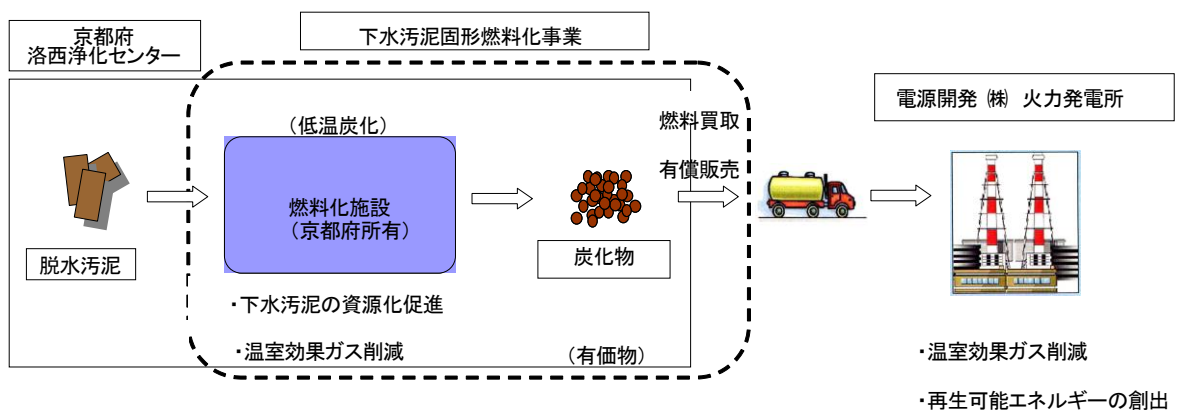 京都府
洛西浄化センター
下水汚泥固形燃料化事業
電源開発 ㈱ 火力発電所
（低温炭化）
燃料買取
有償販売
燃料化施設
（京都府所有）
脱水汚泥
炭化物
・下水汚泥の資源化促進
・温室効果ガス削減
（有価物）
・温室効果ガス削減
・再生可能エネルギーの創出